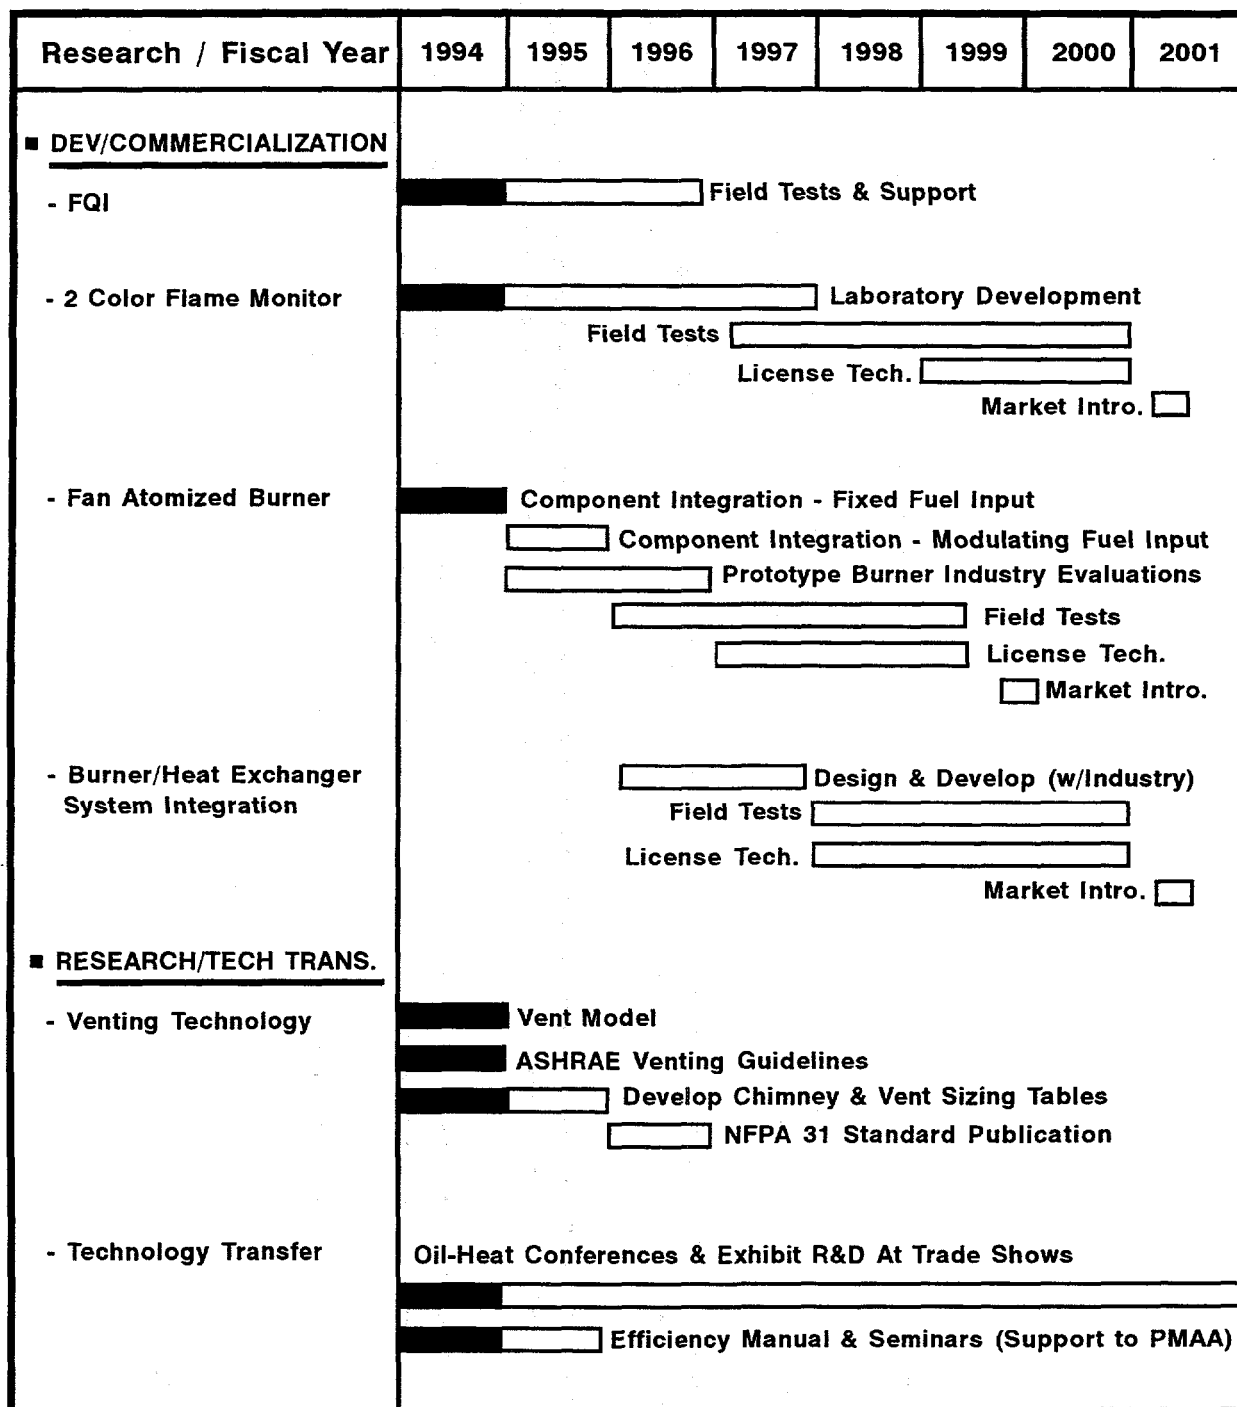 Research / Fiscal Year 1994 1995 1996 1997 1998 1999 2000 2001
■ DEV/COMMERCIALIZATION
- FQI
Field Tests & Support
- 2 Color Flame Monitor
Laboratory Development
Field Tests
License Tech.
Market Intro.
- Fan Atomized Burner
Component Integration - Fixed Fuel Input
Component Integration - Modulating Fuel Input
Prototype Burner Industry Evaluations
Field Tests
License Tech.
Market Intro.
- Burner/Heat Exchanger
System Integration
Design & Develop (w/Industry)
Field Tests
License Tech.
Market Intro.
■ RESEARCH/TECH TRANS.
- Venting Technology
Vent Model
ASHRAE Venting Guidelines
Develop Chimney & Vent Sizing Tables
NFPA 31 Standard Publication
- Technology Transfer
Oil-Heat Conferences & Exhibit R&D At Trade Shows
Efficiency Manual & Seminars (Support to PMAA)